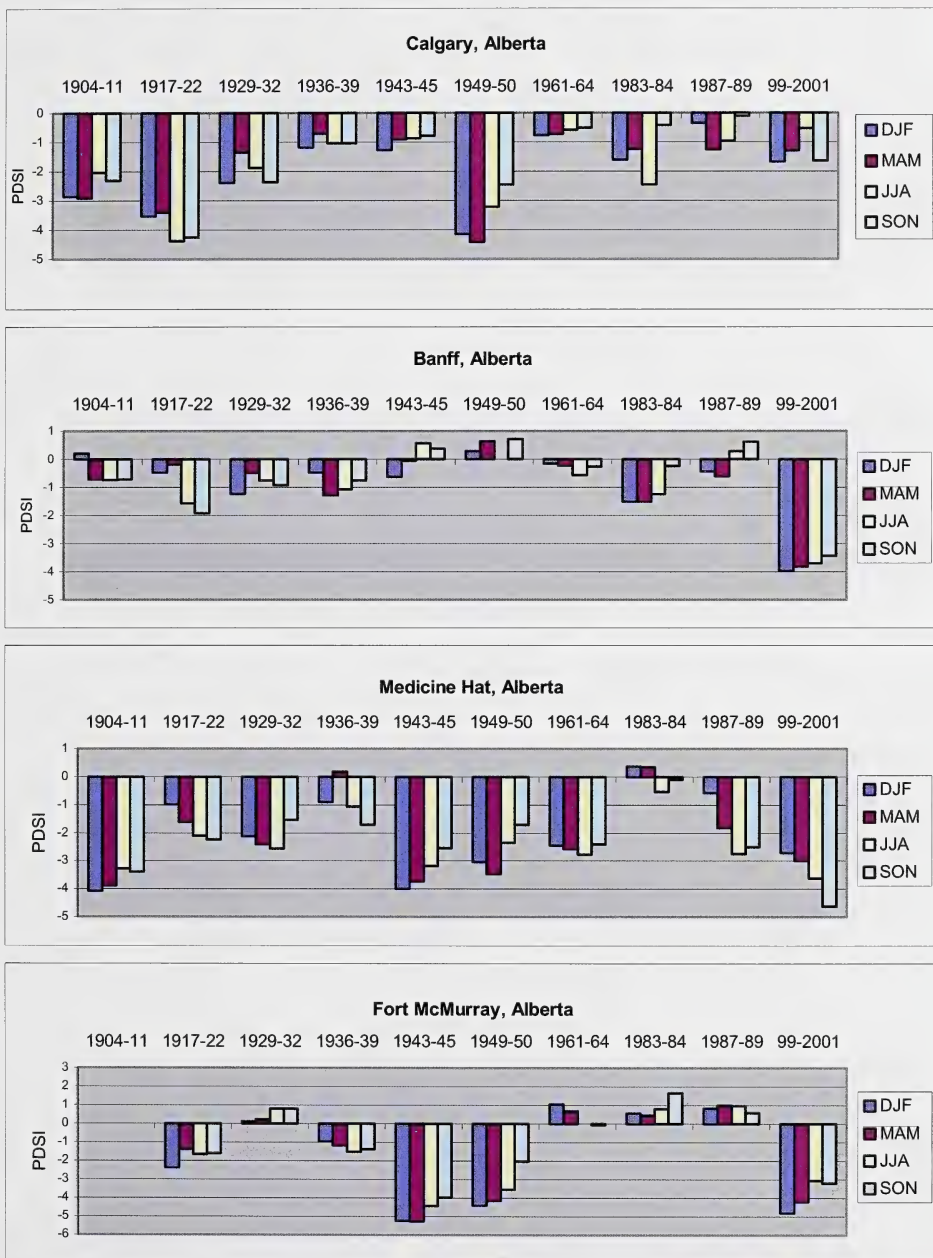 Calgary, Alberta
1904-11 1917-22 1929-32 1936-39 1943-45 1949-50 1961-64 1983-84 1987-89 99-2001
0
-1
-2
-3
-4
-5
PDSI
DJF
MAM
JJA
SON
Banff, Alberta
1904-11 1917-22 1929-32 1936-39 1943-45 1949-50 1961-64 1983-84 1987-89 99-2001
1
0
-1
-2
-3
-4
-5
PDSI
DJF
MAM
JJA
SON
Medicine Hat, Alberta
1904-11 1917-22 1929-32 1936-39 1943-45 1949-50 1961-64 1983-84 1987-89 99-2001
1
0
-1
-2
-3
-4
-5
PDSI
DJF
MAM
JJA
SON
Fort McMurray, Alberta
1904-11 1917-22 1929-32 1936-39 1943-45 1949-50 1961-64 1983-84 1987-89 99-2001
3
2
1
0
-1
-2
-3
-4
-5
-6
PDSI
DJF
MAM
JJA
SON